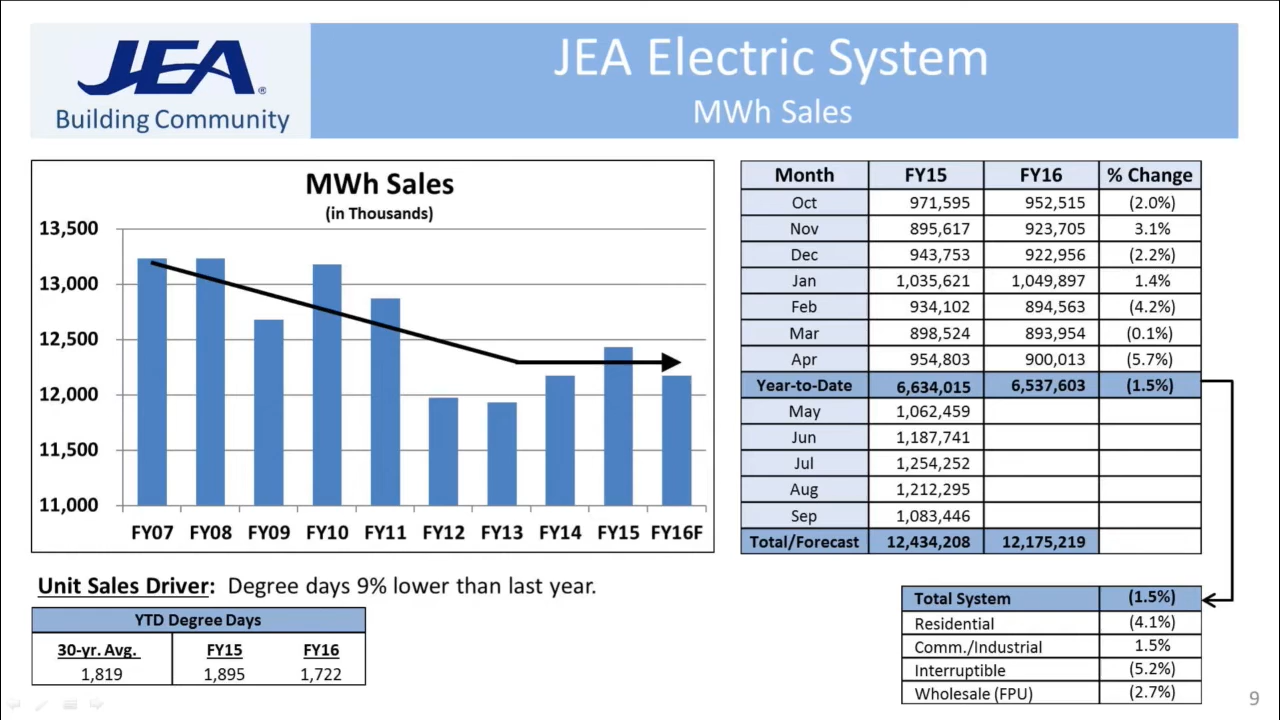 JEA®
Building Community
JEA Electric System
MWh Sales
MWh Sales
(in Thousands)
13,500
13,000
12,500
12,000
11,500
11,000
FY07 FY08 FY09 FY10 FY11 FY12 FY13 FY14 FY15 FY16F
Month FY15 FY16 % Change
Oct 971,595 952,515 (2.0%)
Nov 895,617 923,705 3.1%
Dec 943,753 922,956 (2.2%)
Jan 1,035,621 1,049,897 1.4%
Feb 934,102 894,563 (4.2%)
Mar 898,524 893,954 (0.1%)
Apr 954,803 900,013 (5.7%)
Year-to-Date 6,634,015 6,537,603 (1.5%)
May 1,062,459
Jun 1,187,741
Jul 1,254,252
Aug 1,212,295
Sep 1,083,446
Total/Forecast 12,434,208 12,175,219
Unit Sales Driver: Degree days 9% lower than last year.
YTD Degree Days
30-yr. Avg. FY15 FY16
1,819 1,895 1,722
Total System (1.5%)
Residential (4.1%)
Comm./Industrial 1.5%
Interruptible (5.2%)
Wholesale (FPU) (2.7%)
9